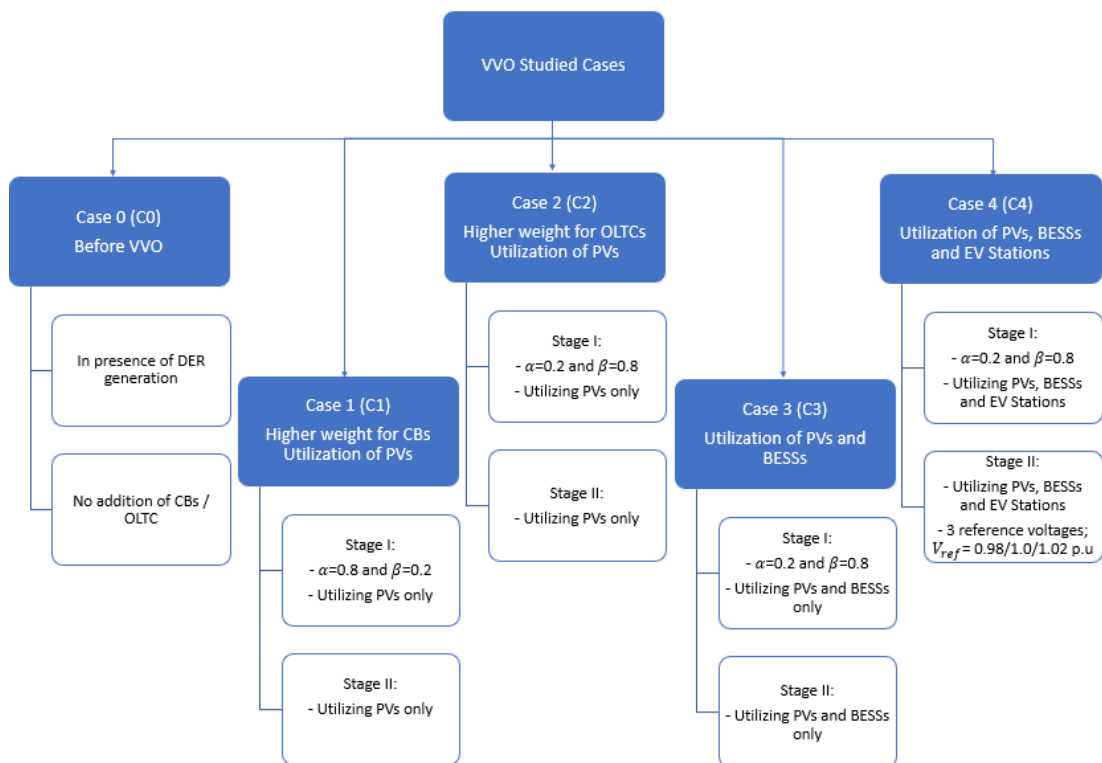 VVO Studied Cases
Case 0 (C0)
Before VVO
In presence of DER
generation
No addition of CBs /
OLTC
Case 1 (C1)
Higher weight for CBs
Utilization of PVs
Stage I:
- α=0.8 and β=0.2
- Utilizing PVs only
Stage II:
- Utilizing PVs only
Case 2 (C2)
Higher weight for OLTCs
Utilization of PVs
Stage I:
- α=0.2 and β=0.8
- Utilizing PVs only
Stage II:
- Utilizing PVs only
Case 3 (C3)
Utilization of PVs and
BESSs
Stage I:
- α=0.2 and β=0.8
- Utilizing PVs and BESSs
only
Stage II:
- Utilizing PVs and BESSs
only
Case 4 (C4)
Utilization of PVs, BESSs
and EV Stations
Stage I:
- α=0.2 and β=0.8
- Utilizing PVs, BESSs
and EV Stations
Stage II:
- Utilizing PVs, BESSs
and EV Stations
- 3 reference voltages;
V_ref= 0.98/1.0/1.02 p.u